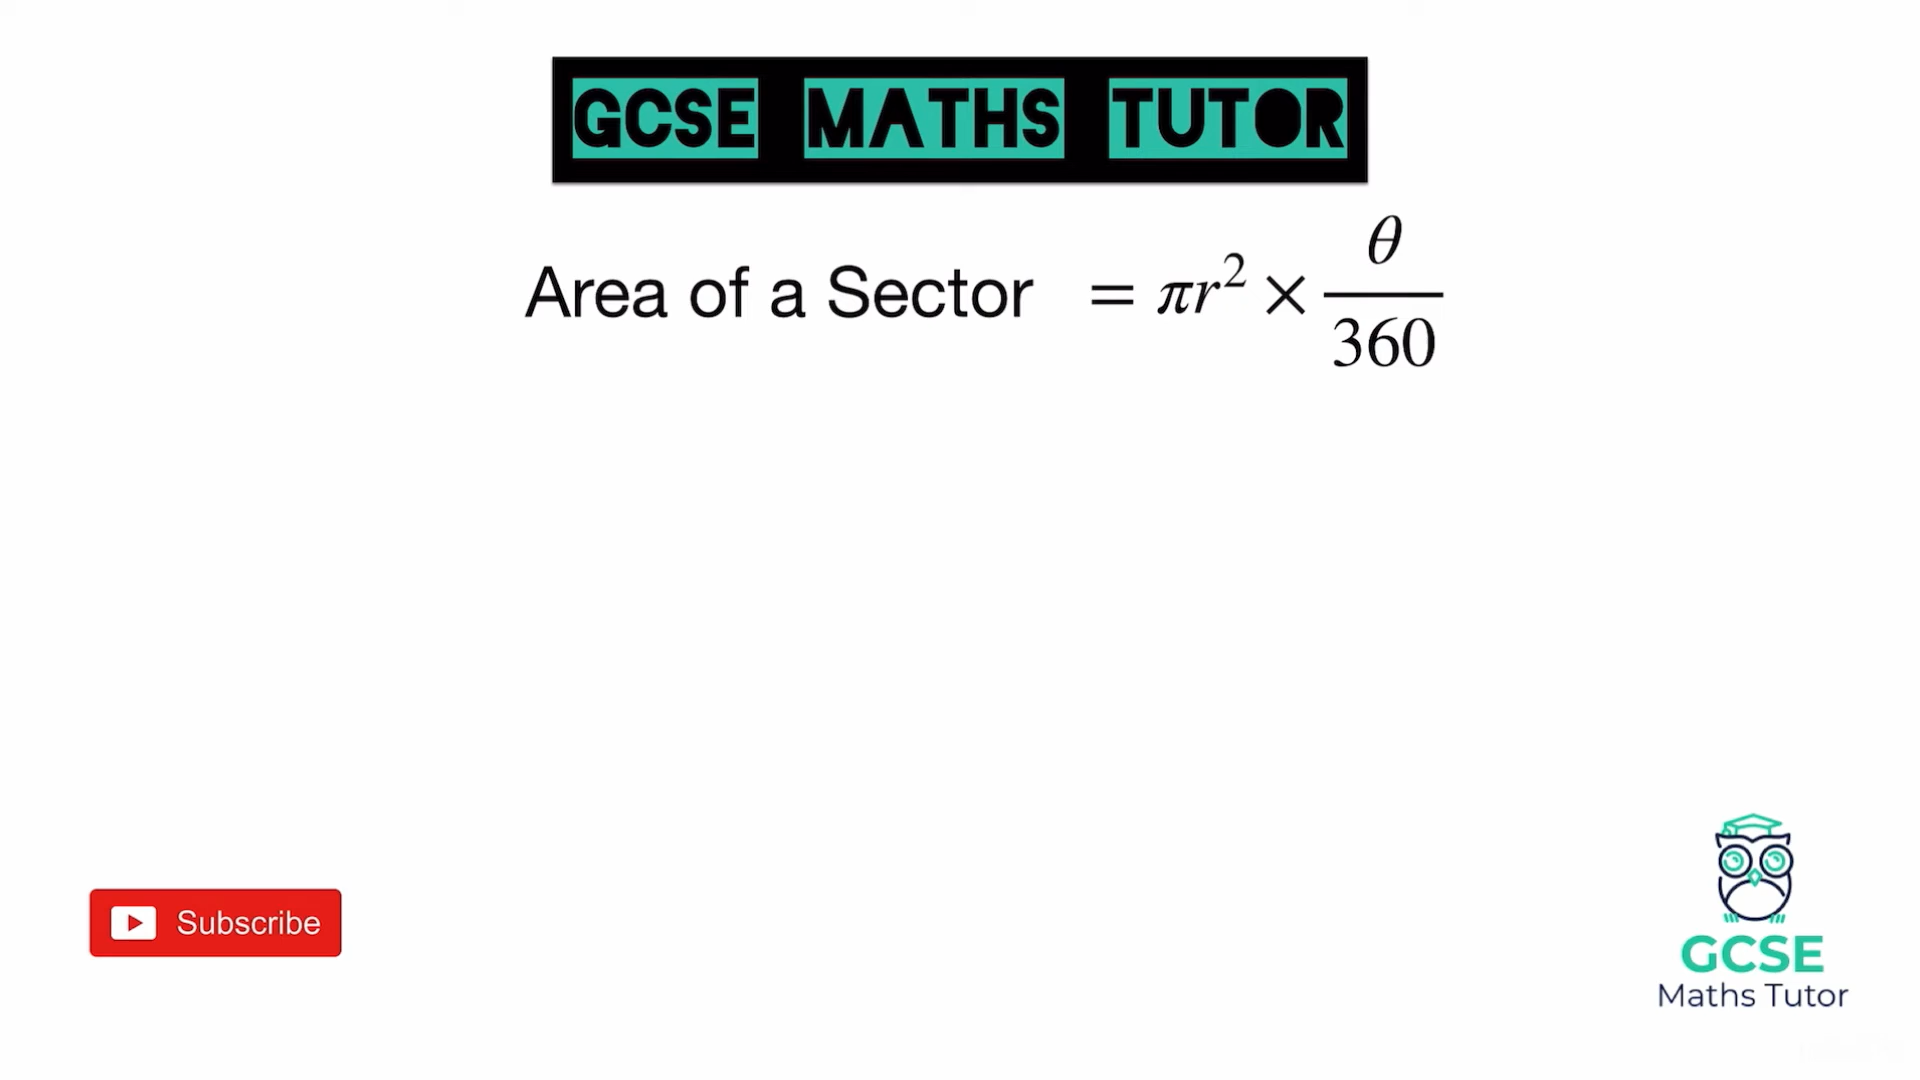 GCSE MATHS TUTOR
Area of a Sector = πr² × θ/360
Subscribe
GCSE
Maths Tutor